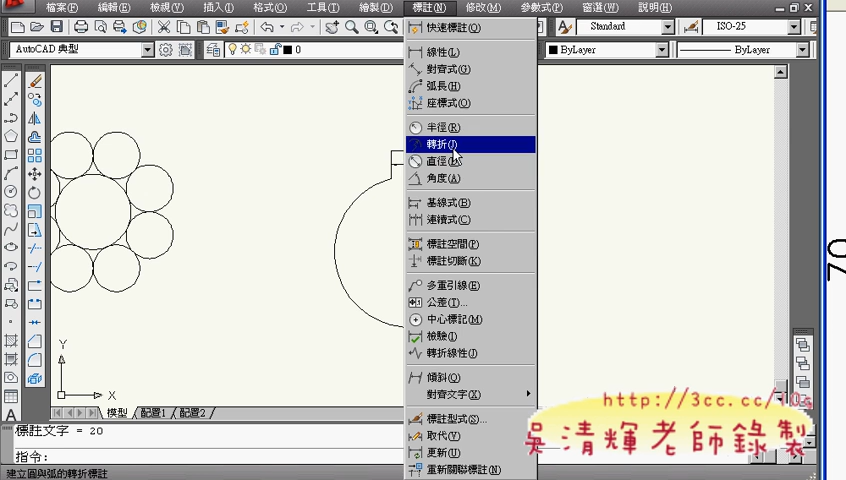 檔案(F) 編輯(E) 檢視(V) 插入(I) 格式(O) 工具(T) 繪製(D) 標註(N) 修改(M) 參數式(P) 視窗(W) 說明(H)
Standard ISO-25
AutoCAD 典型 0 ByLayer ByLayer
快速標註(Q)
線性(L)
對齊式(G)
弧長(H)
座標式(O)
半徑(R)
轉折(J)
直徑(D)
角度(A)
基線式(B)
連續式(C)
標註空間(P)
標註切斷(K)
多重引線(E)
公差(T)...
中心標記(M)
檢驗(I)
轉折線性(J)
傾斜(Q)
對齊文字(X)
標註型式(S)...
取代(V)
更新(U)
重新關聯標註(N)
70
Y
X
A
模型 配置1 配置2
標註文字 = 20
指令:
建立圓與弧的轉折標註
http://3cc.cc/10s
吳清輝老師錄製